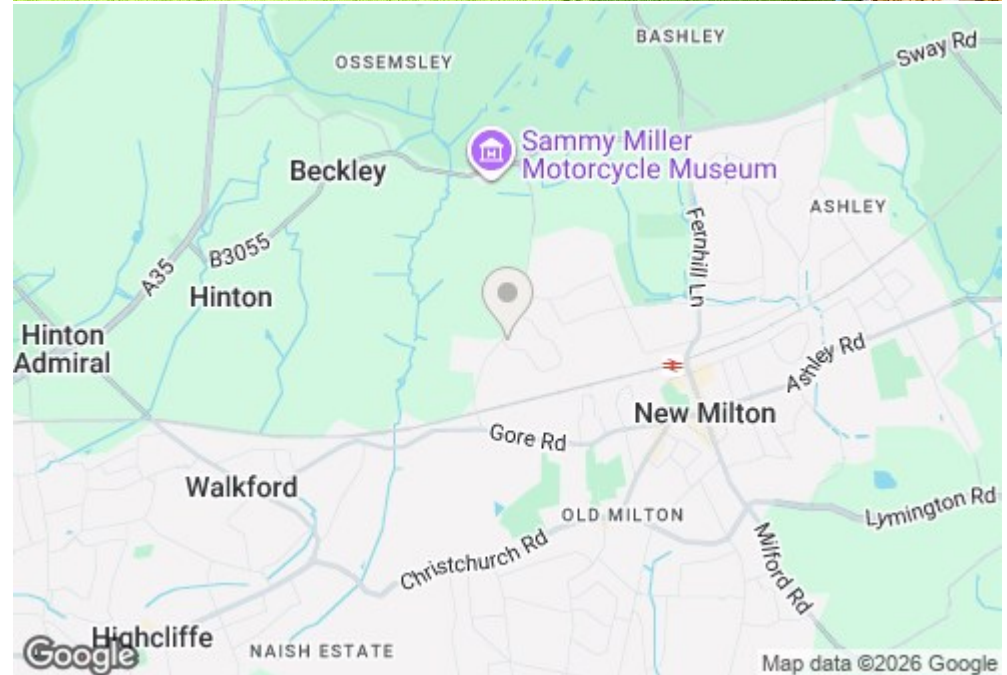 BASHLEY
Sway Rd
OSSEMSLEY
Sammy Miller
Motorcycle Museum
Beckley
ASHLEY
Fernhill Ln
B3055
A35
Hinton
Hinton
Admiral
Ashley Rd
New Milton
Gore Rd
Walkford
OLD MILTON
Lymington Rd
Christchurch Rd
Milford Rd
Highcliffe
NAISH ESTATE
Google
Map data ©2026 Google